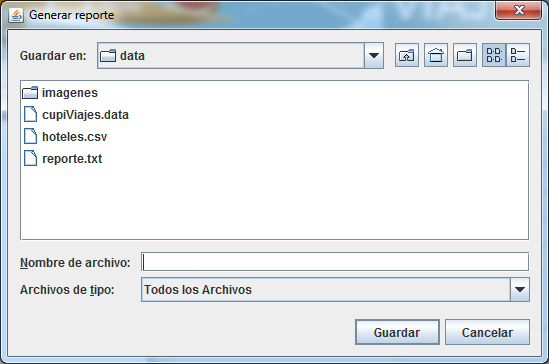 Generar reporte
Guardar en: data
imagenes
cupiViajes.data
hoteles.csv
reporte.txt
Nombre de archivo:
Archivos de tipo: Todos los Archivos
Guardar Cancelar